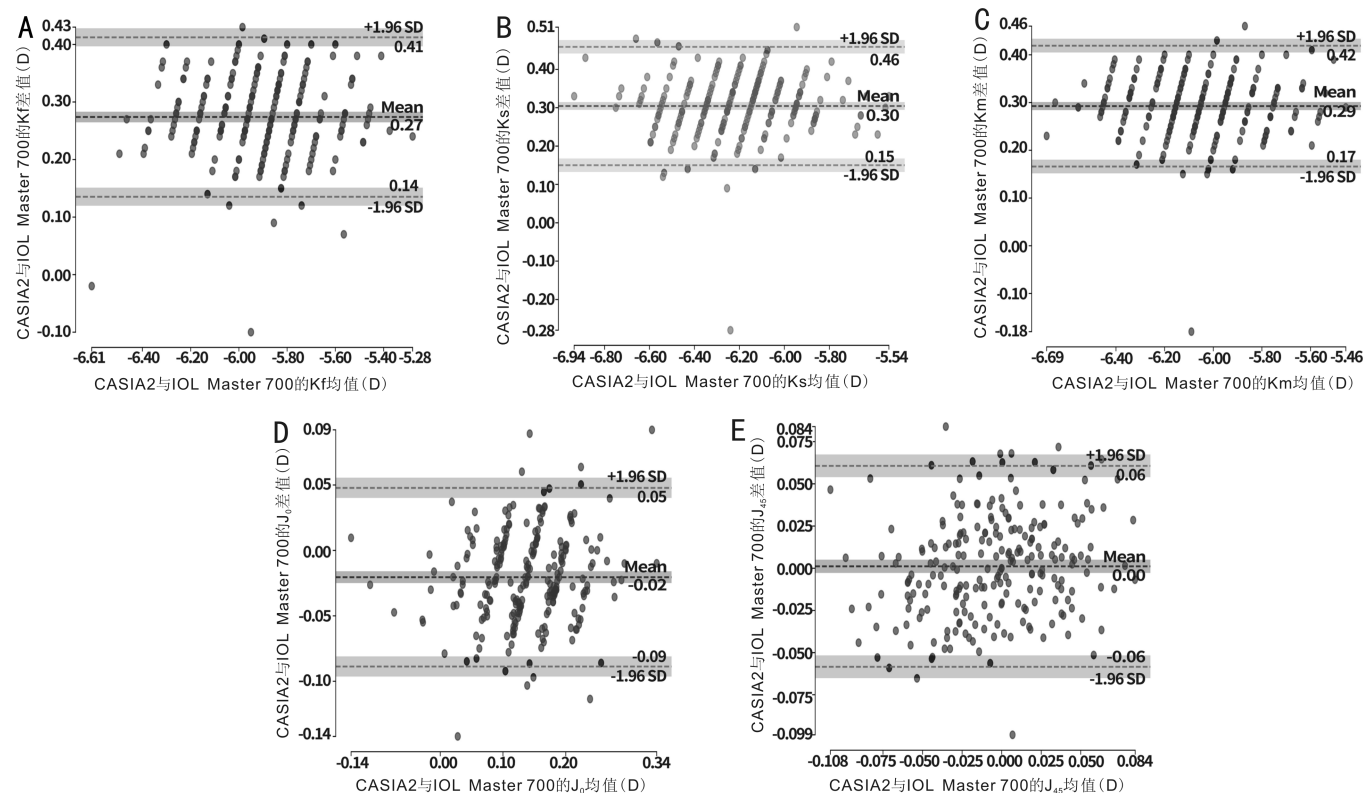 A
CASIA2与IOL Master 700的Kf差值(D)
0.43
0.40
0.30
0.20
0.10
0.00
-0.10
+1.96 SD
0.41
Mean
0.27
0.14
-1.96 SD
-6.61 -6.40 -6.20 -6.00 -5.80 -5.60 -5.40 -5.28
CASIA2与IOL Master 700的Kf均值(D)
B
CASIA2与IOL Master 700的Ks差值(D)
0.51
0.40
0.30
0.20
0.10
0.00
-0.10
-0.20
-0.28
+1.96 SD
0.46
Mean
0.30
0.15
-1.96 SD
-6.94 -6.80 -6.60 -6.40 -6.20 -6.00 -5.80 -5.54
CASIA2与IOL Master 700的Ks均值(D)
C
CASIA2与IOL Master 700的Km差值(D)
0.46
0.40
0.30
0.20
0.10
0.00
-0.10
-0.18
+1.96 SD
0.42
Mean
0.29
0.17
-1.96 SD
-6.69 -6.40 -6.20 -6.00 -5.80 -5.60 -5.46
CASIA2与IOL Master 700的Km均值(D)
D
CASIA2与IOL Master 700的J₀差值(D)
0.09
0.05
0.00
-0.05
-0.10
-0.14
+1.96 SD
0.05
Mean
-0.02
-0.09
-1.96 SD
-0.14 0.00 0.10 0.20 0.34
CASIA2与IOL Master 700的J₀均值(D)
E
CASIA2与IOL Master 700的J₄₅差值(D)
0.084
0.075
0.050
0.025
0.000
-0.025
-0.050
-0.075
-0.099
+1.96 SD
0.06
Mean
0.00
-0.06
-1.96 SD
-0.108 -0.075 -0.050 -0.025 0.000 0.025 0.050 0.084
CASIA2与IOL Master 700的J₄₅均值(D)